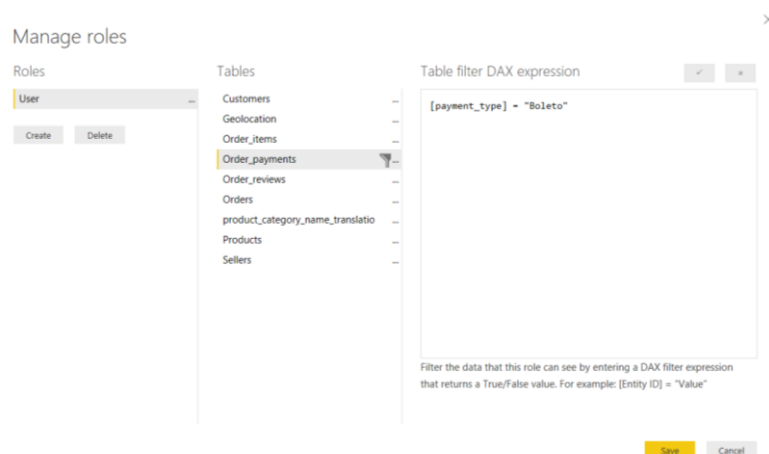 Manage roles
Roles
User
...
Create
Delete
Tables
Customers
...
Geolocation
...
Order_items
...
Order_payments
...
Order_reviews
...
Orders
...
product_category_name_translatio
...
Products
...
Sellers
...
Table filter DAX expression
[payment_type] = "Boleto"
Filter the data that this role can see by entering a DAX filter expression
that returns a True/False value. For example: [Entity ID] = "Value"
Save
Cancel